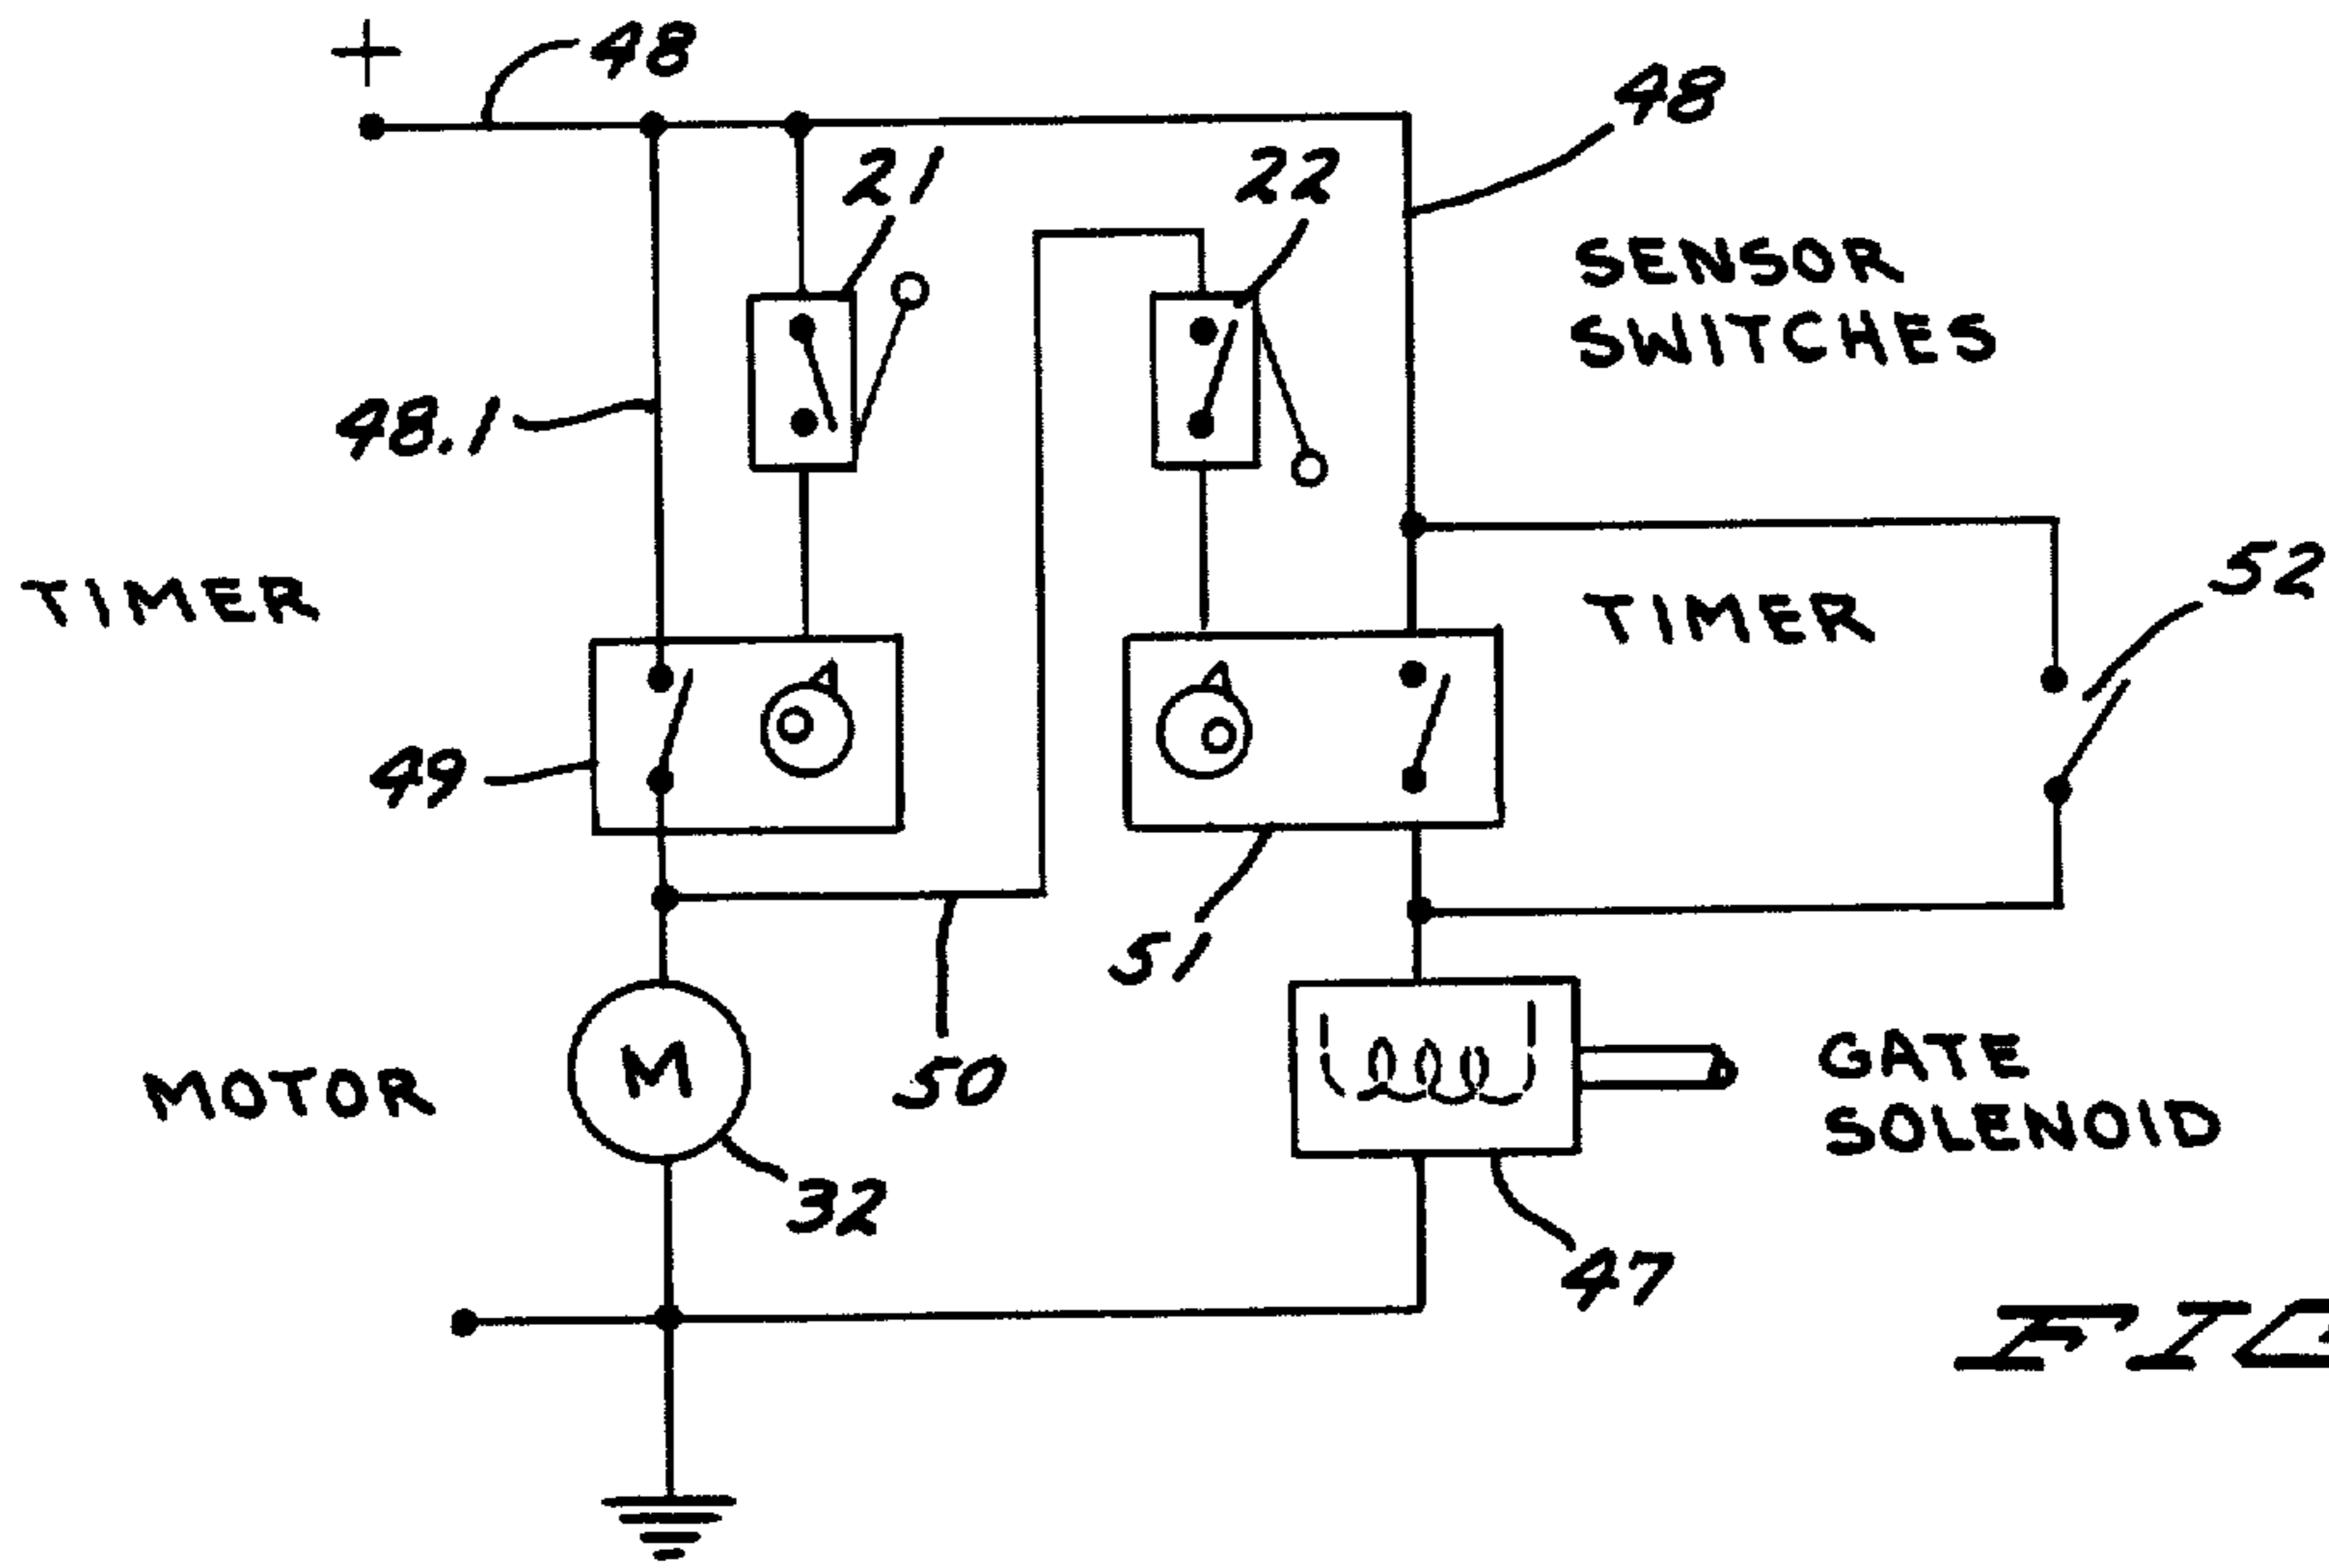 +
48
48
21
22
SENSOR
SWITCHES
48.1
52
TIMER
TIMER
49
51
MOTOR
M
50
GATE
SOLENOID
32
47